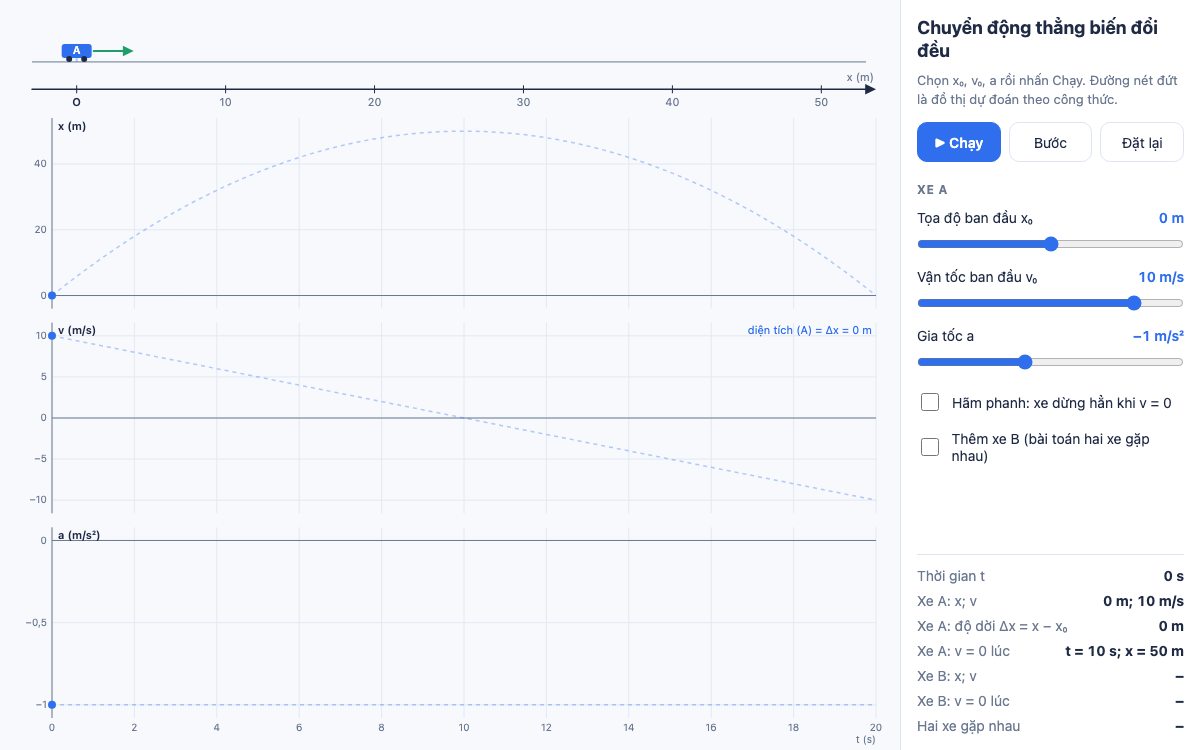 A
x (m)
O
10
20
30
40
50
x (m)
40
20
0
v (m/s)
diện tích (A) = Δx = 0 m
10
5
0
−5
−10
a (m/s²)
0
−0,5
−1
0
2
4
6
8
10
12
14
16
18
20
t (s)
Chuyển động thẳng biến đổi
đều
Chọn x₀, v₀, a rồi nhấn Chạy. Đường nét đứt
là đồ thị dự đoán theo công thức.
▶ Chạy
Bước
Đặt lại
XE A
Tọa độ ban đầu x₀ 0 m
Vận tốc ban đầu v₀ 10 m/s
Gia tốc a −1 m/s²
Hãm phanh: xe dừng hẳn khi v = 0
Thêm xe B (bài toán hai xe gặp
nhau)
Thời gian t 0 s
Xe A: x; v 0 m; 10 m/s
Xe A: độ dời Δx = x − x₀ 0 m
Xe A: v = 0 lúc t = 10 s; x = 50 m
Xe B: x; v –
Xe B: v = 0 lúc –
Hai xe gặp nhau –